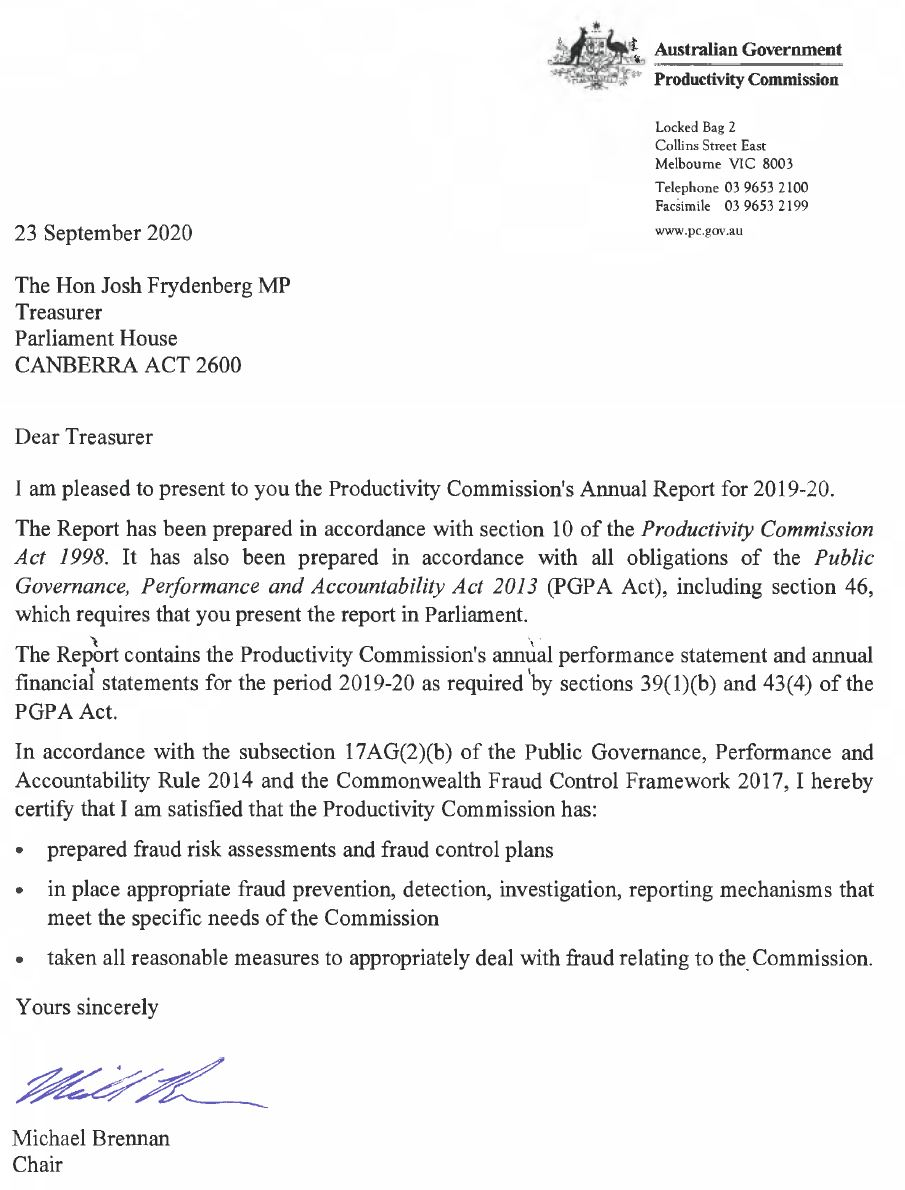 Australian Government
Productivity Commission
Locked Bag 2
Collins Street East
Melbourne VIC 8003
Telephone 03 9653 2100
Facsimile 03 9653 2199
www.pc.gov.au
23 September 2020
The Hon Josh Frydenberg MP
Treasurer
Parliament House
CANBERRA ACT 2600
Dear Treasurer
I am pleased to present to you the Productivity Commission's Annual Report for 2019-20.
The Report has been prepared in accordance with section 10 of the Productivity Commission
Act 1998. It has also been prepared in accordance with all obligations of the Public
Governance, Performance and Accountability Act 2013 (PGPA Act), including section 46,
which requires that you present the report in Parliament.
The Report contains the Productivity Commission's annual performance statement and annual
financial statements for the period 2019-20 as required by sections 39(1)(b) and 43(4) of the
PGPA Act.
In accordance with the subsection 17AG(2)(b) of the Public Governance, Performance and
Accountability Rule 2014 and the Commonwealth Fraud Control Framework 2017, I hereby
certify that I am satisfied that the Productivity Commission has:
• prepared fraud risk assessments and fraud control plans
• in place appropriate fraud prevention, detection, investigation, reporting mechanisms that
meet the specific needs of the Commission
• taken all reasonable measures to appropriately deal with fraud relating to the Commission.
Yours sincerely
Michael Brennan
Chair